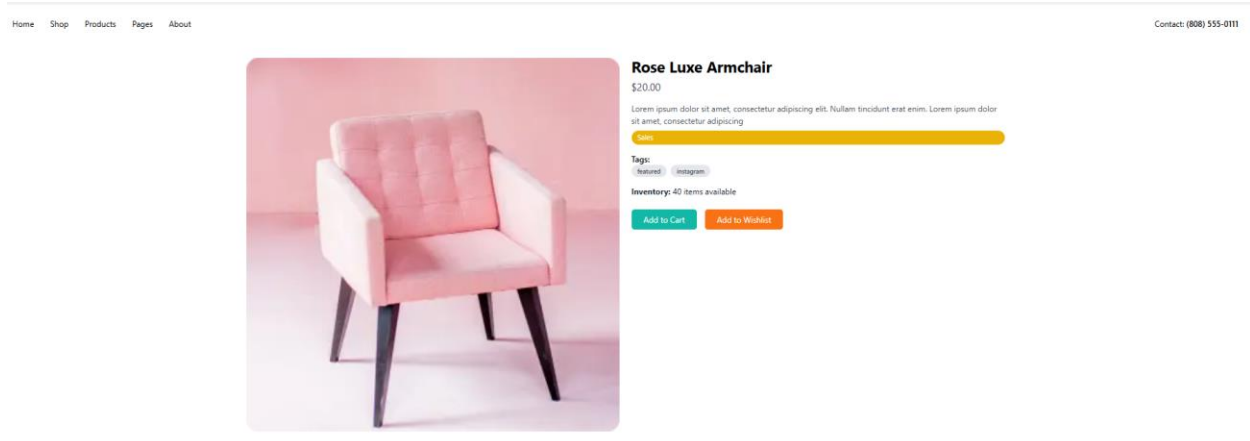 Home Shop Products Pages About
Contact: (808) 555-0111
Rose Luxe Armchair
$20.00
Lorem ipsum dolor sit amet, consectetur adipiscing elit. Nullam tincidunt erat enim. Lorem ipsum dolor
sit amet, consectetur adipiscing
Sales
Tags:
featured instagram
Inventory: 40 items available
Add to Cart Add to Wishlist